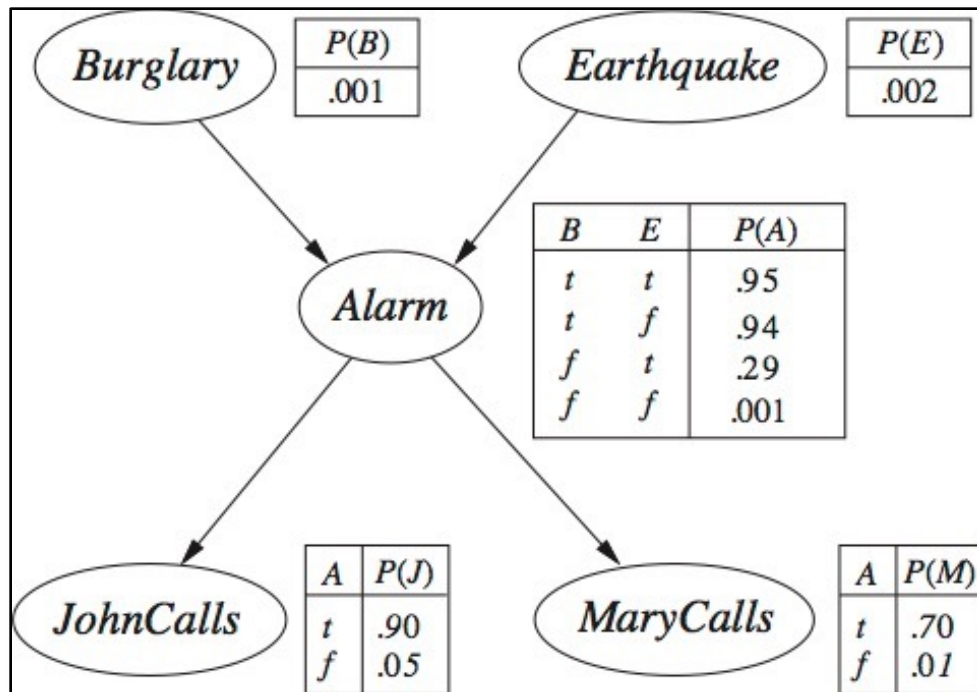 Burglary
P(B)
.001
Earthquake
P(E)
.002
B E P(A)
t t .95
t f .94
f t .29
f f .001
Alarm
JohnCalls
A P(J)
t .90
f .05
MaryCalls
A P(M)
t .70
f .01